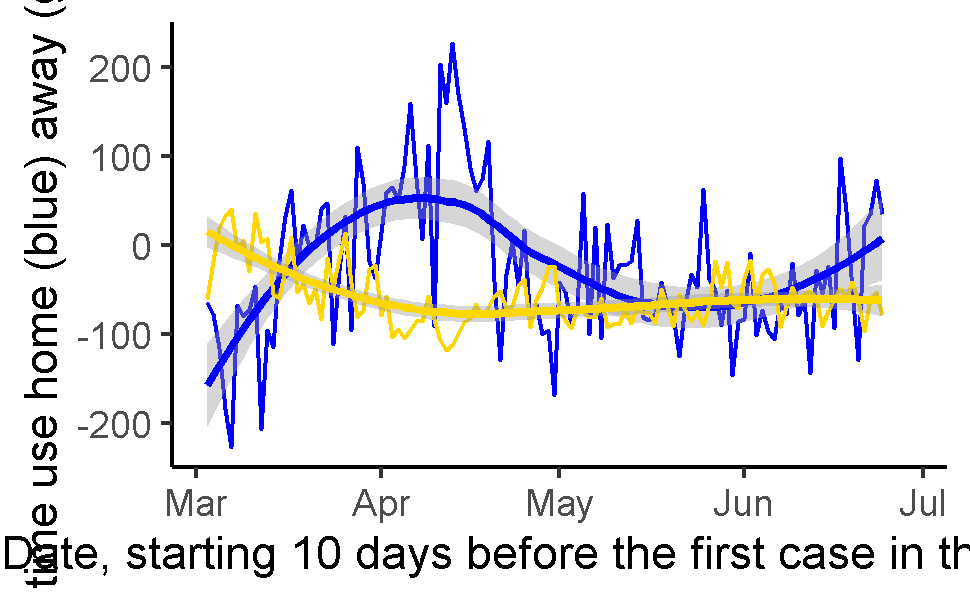 time use home (blue) away (
200
100
0
-100
-200
Mar Apr May Jun Jul
Date, starting 10 days before the first case in th